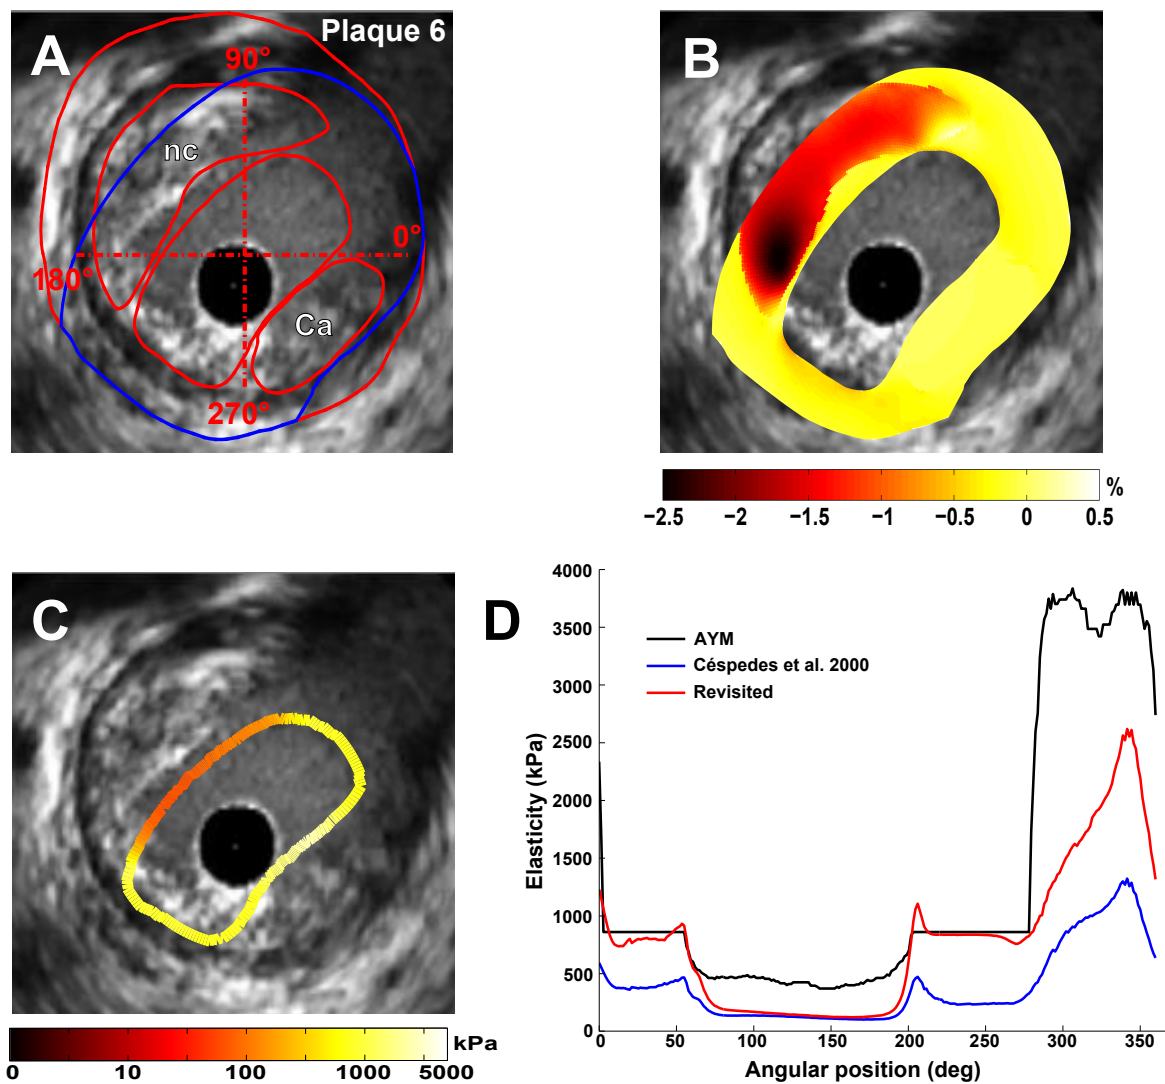 A
Plaque 6
90°
nc
0°
180°
Ca
270°
B
%
−2.5 −2 −1.5 −1 −0.5 0 0.5
C
kPa
0 10 100 1000 5000
D
4000
3500
3000
2500
2000
1500
1000
500
0
Elasticity (kPa)
AYM
Céspedes et al. 2000
Revisited
0 50 100 150 200 250 300 350
Angular position (deg)